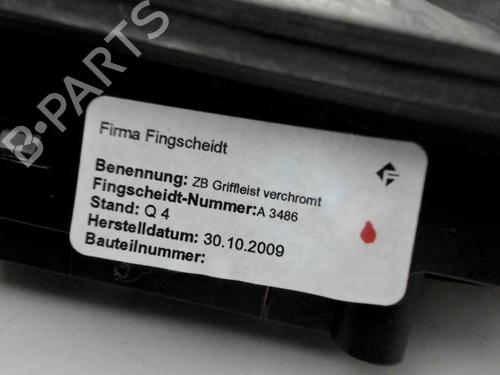 B-PARTS
Firma Fingscheidt
Benennung: ZB Griffleist verchromt
Fingscheidt-Nummer:A 3486
Stand: Q 4
Herstelldatum: 30.10.2009
Bauteilnummer: